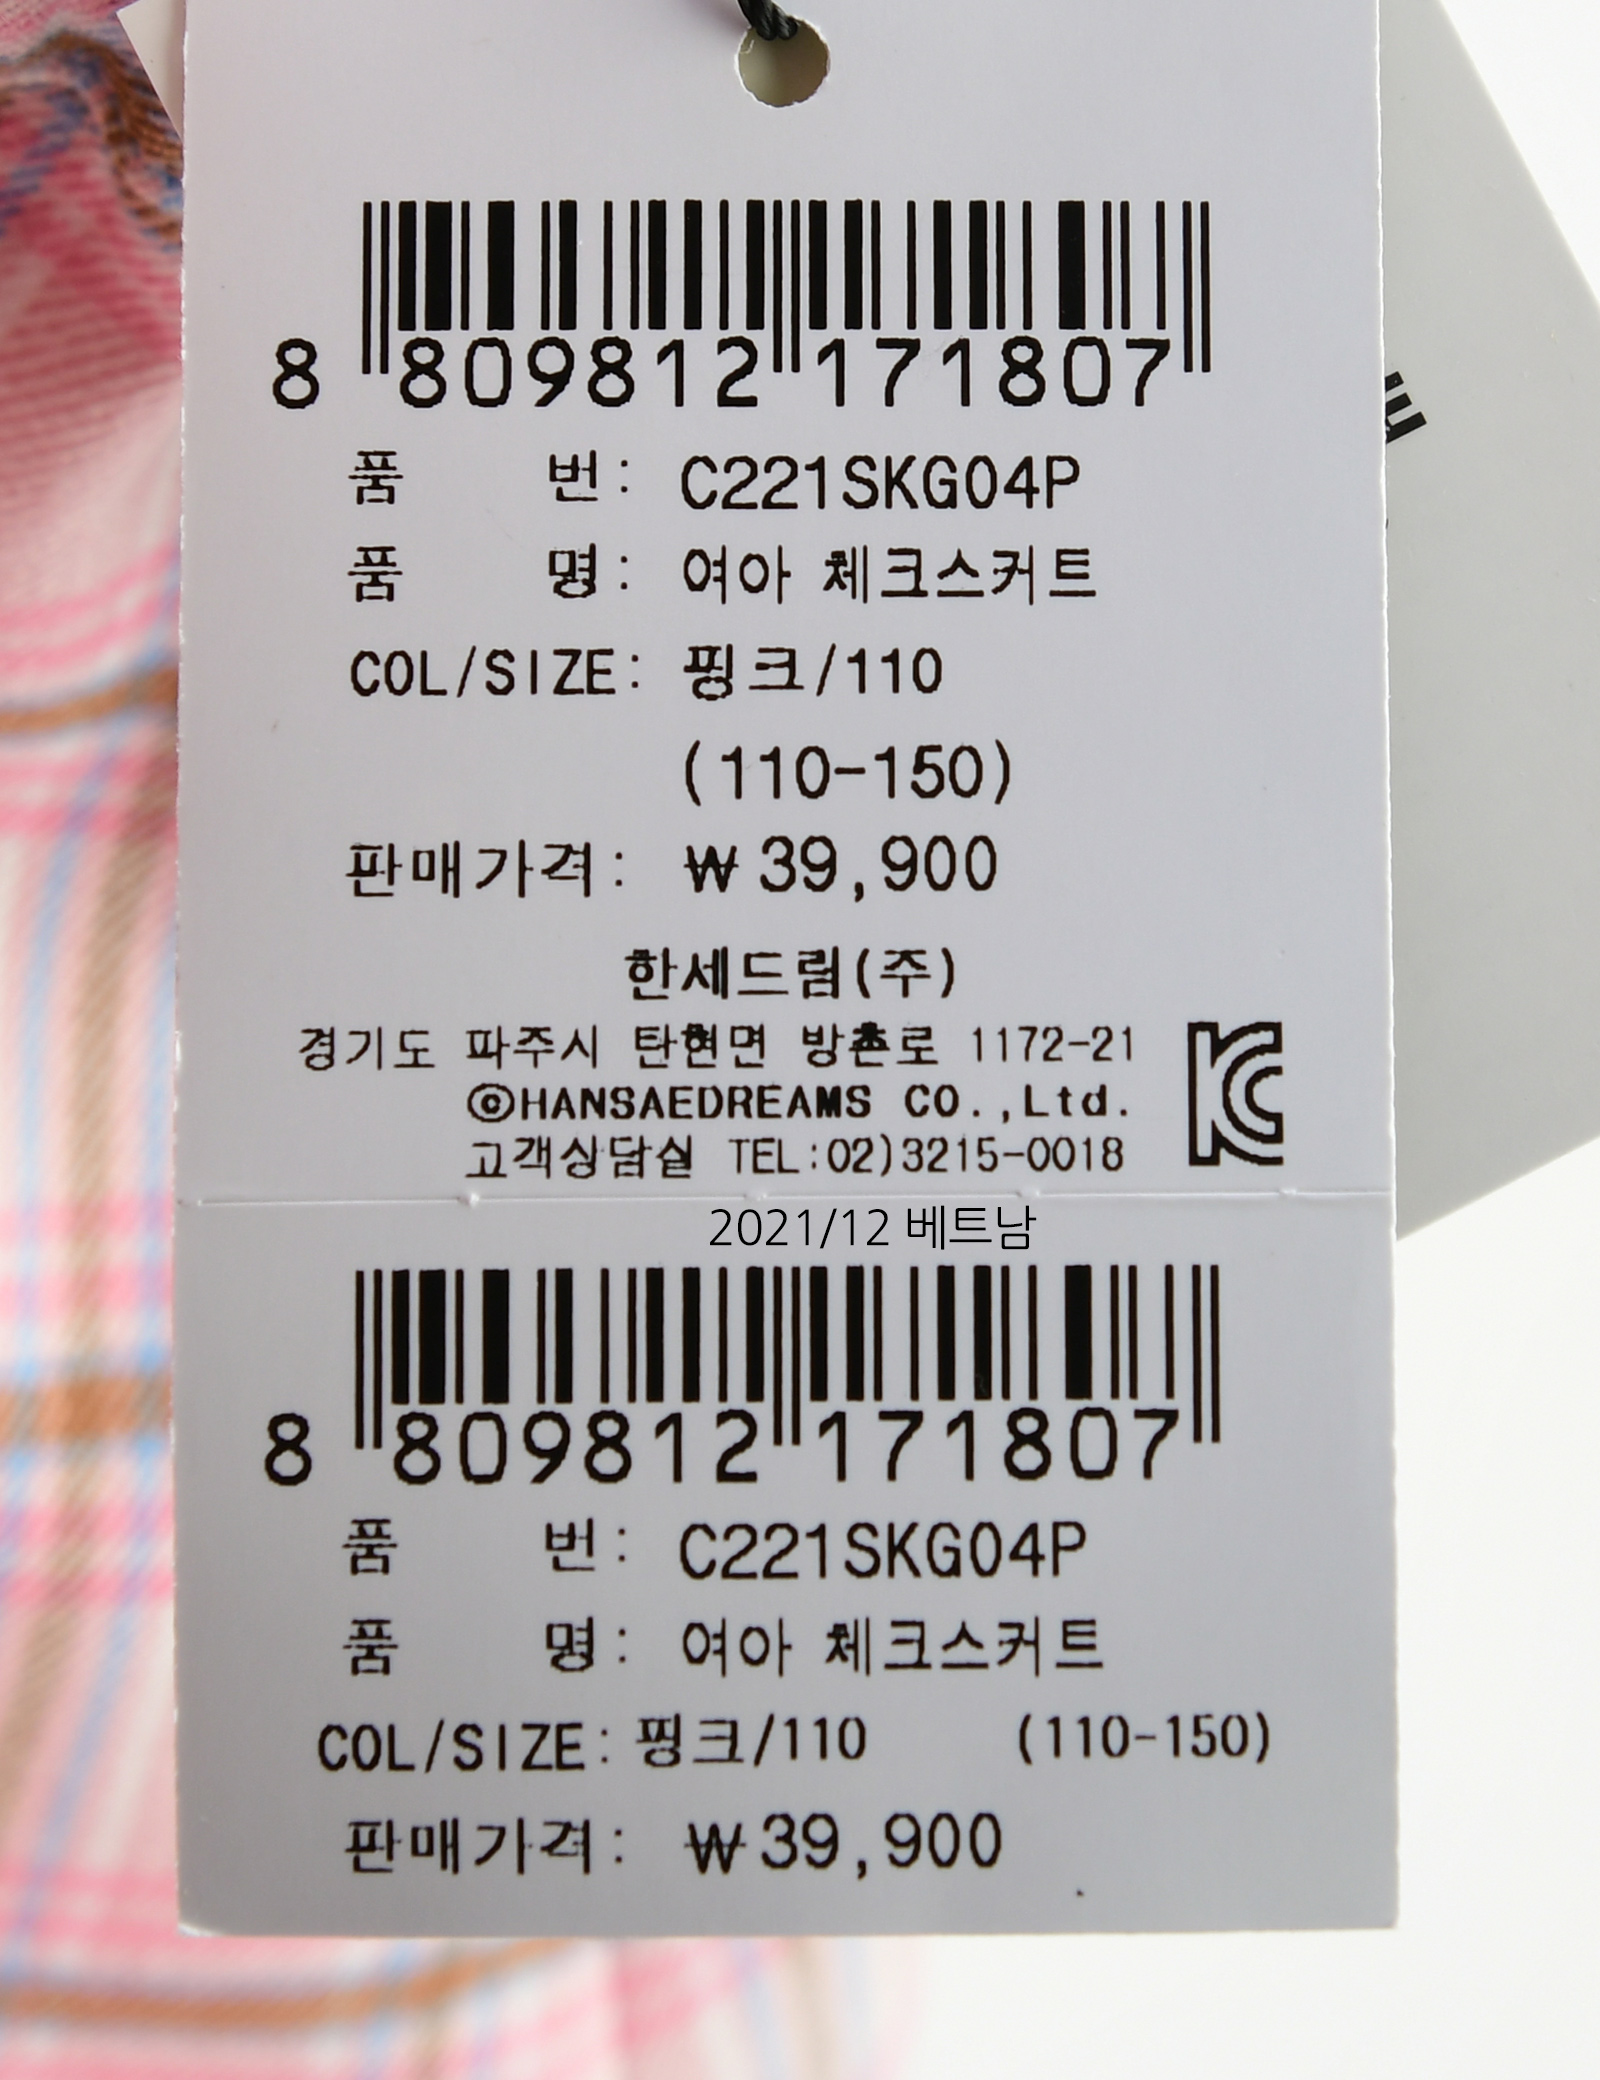 8 809812 171807
품 번: C221SKG04P
품 명: 여아 체크스커트
COL/SIZE: 핑크/110
(110-150)
판매가격: ₩39,900
한세드림(주)
경기도 파주시 탄현면 방촌로 1172-21
©HANSAEDREAMS CO.,Ltd.
고객상담실 TEL:02)3215-0018
2021/12 베트남
8 809812 171807
품 번: C221SKG04P
품 명: 여아 체크스커트
COL/SIZE: 핑크/110 (110-150)
판매가격: ₩39,900